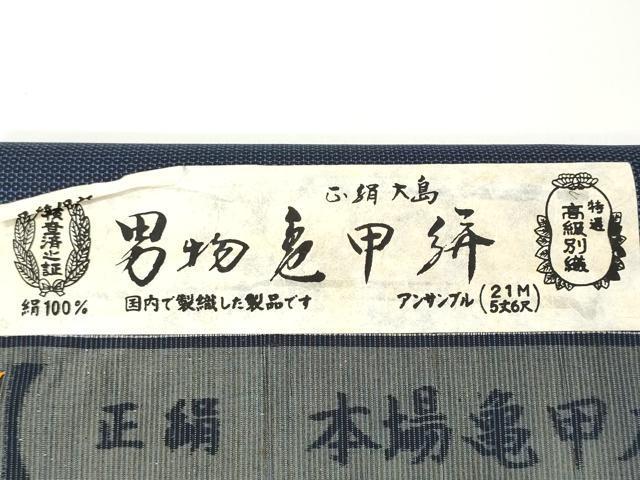 正絹 大島
男物亀甲絣
国内で製織した製品です
アンサンブル(21M 5丈6尺)
検査済之証
絹100%
特選
高級別織
正絹 本場亀甲